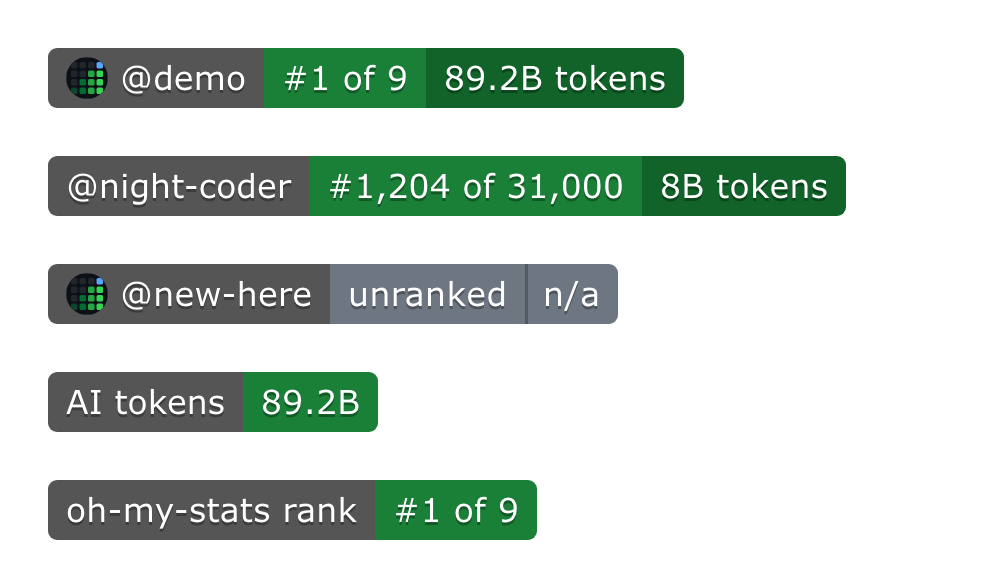 @demo #1 of 9 89.2B tokens
@night-coder #1,204 of 31,000 8B tokens
@new-here unranked n/a
AI tokens 89.2B
oh-my-stats rank #1 of 9